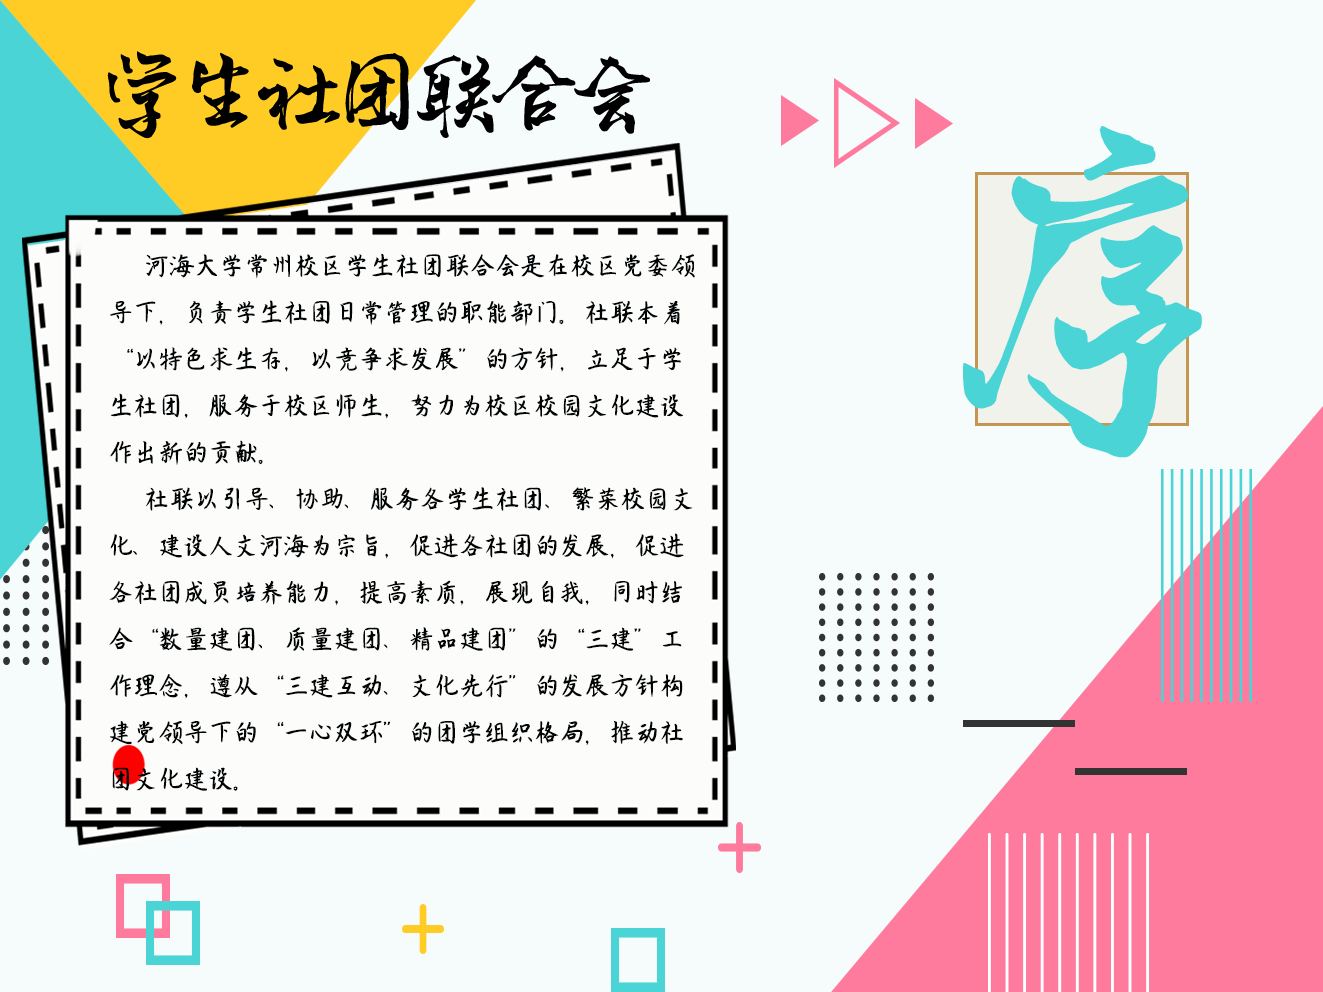 学生社团联合会
序
河海大学常州校区学生社团联合会是在校区党委领
导下，负责学生社团日常管理的职能部门。社联本着
“以特色求生存，以竞争求发展”的方针，立足于学
生社团，服务于校区师生，努力为校区校园文化建设
作出新的贡献。
社联以引导、协助、服务各学生社团、繁荣校园文
化、建设人文河海为宗旨，促进各社团的发展，促进
各社团成员培养能力，提高素质，展现自我，同时结
合“数量建团、质量建团、精品建团”的“三建”工
作理念，遵从“三建互动、文化先行”的发展方针构
建党领导下的“一心双环”的团学组织格局，推动社
团文化建设。